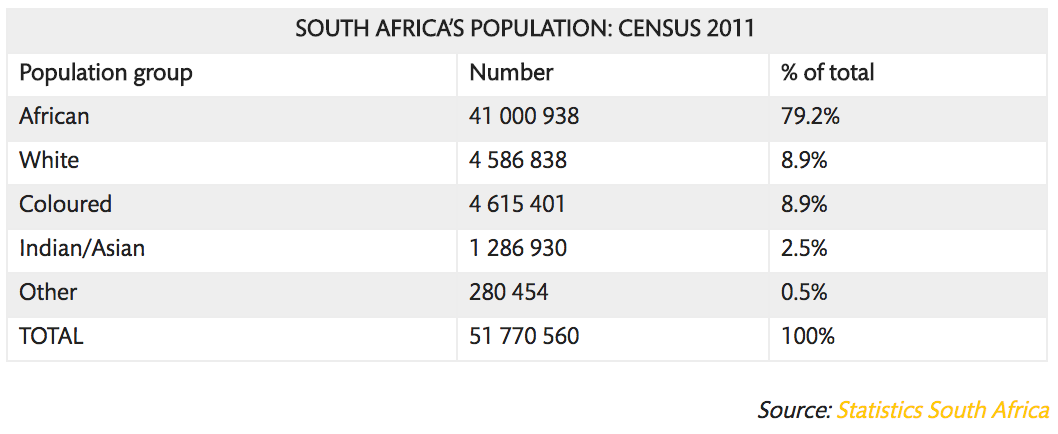 SOUTH AFRICA’S POPULATION: CENSUS 2011
Population group Number % of total
African 41 000 938 79.2%
White 4 586 838 8.9%
Coloured 4 615 401 8.9%
Indian/Asian 1 286 930 2.5%
Other 280 454 0.5%
TOTAL 51 770 560 100%
Source: Statistics South Africa